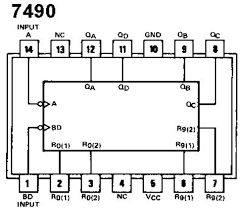 7490
INPUT
A NC QA QD GND QB QC
14 13 12 11 10 9 8
QA QD QB
A QC
BD R9(2)
R0(1) R0(2) R9(1)
1 2 3 4 5 6 7
BD R0(1) R0(2) NC VCC R9(1) R9(2)
INPUT